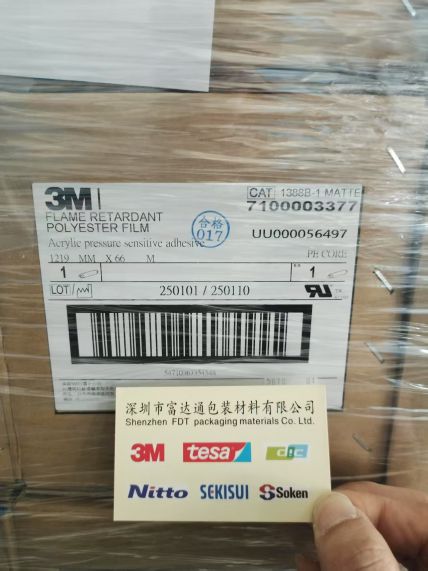 3M
CAT 1388B-1 MATTE
7100003377
FLAME RETARDANT
POLYESTER FILM
合格
017
UU000056497
Acrylic pressure sensitive adhesive
PE CORE
1219 MM X 66 M
1
1
LOT/ 250101 / 250110
深圳市富达通包装材料有限公司
Shenzhen FDT packaging materials Co. Ltd.
3M tesa c!c
Nitto SEKISUI Soken